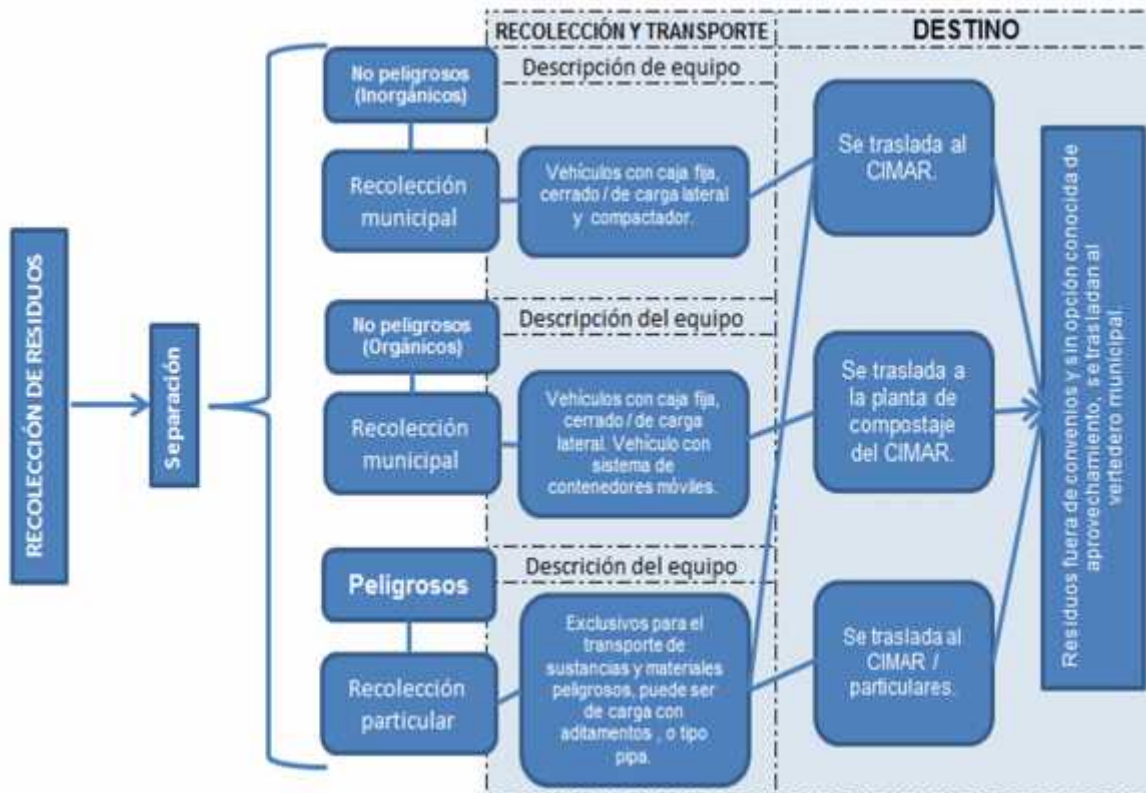 RECOLECCIÓN DE RESIDUOS
Separación
RECOLECCIÓN Y TRANSPORTE
DESTINO
No peligrosos
(Inorgánicos)
Descripción de equipo
Recolección
municipal
Vehículos con caja fija,
cerrado / de carga lateral
y compactador.
Se traslada al
CIMAR.
No peligrosos
(Orgánicos)
Descripción del equipo
Recolección
municipal
Vehículos con caja fija,
cerrado / de carga
lateral. Vehículo con
sistema de
contenedores móviles.
Se traslada a
la planta de
compostaje
del CIMAR.
Peligrosos
Descrición del equipo
Recolección
particular
Exclusivos para el
transporte de
sustancias y materiales
peligrosos, puede ser
de carga con
aditamentos , o tipo
pipa.
Se traslada al
CIMAR /
particulares.
Residuos fuera de convenios y sin opción conocida de
aprovechamiento, se trasladan al
vertedero municipal.